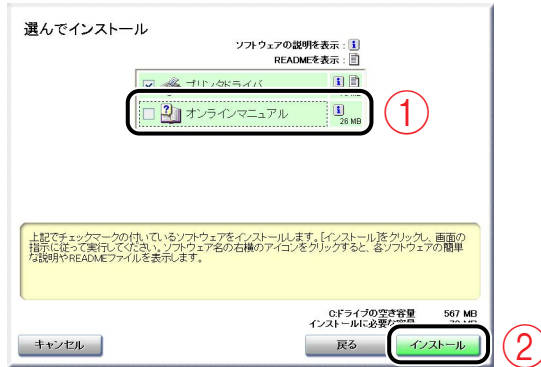 選んでインストール
ソフトウェアの説明を表示 :
READMEを表示 :
オンラインマニュアル
26 MB
①
上記でチェックマークの付いているソフトウェアをインストールします。[インストール]をクリックし、画面の
指示に従って実行してください。ソフトウェア名の右横のアイコンをクリックすると、各ソフトウェアの簡単
な説明やREADMEファイルを表示します。
C:ドライブの空き容量 567 MB
インストールに必要な容量
キャンセル 戻る インストール
②